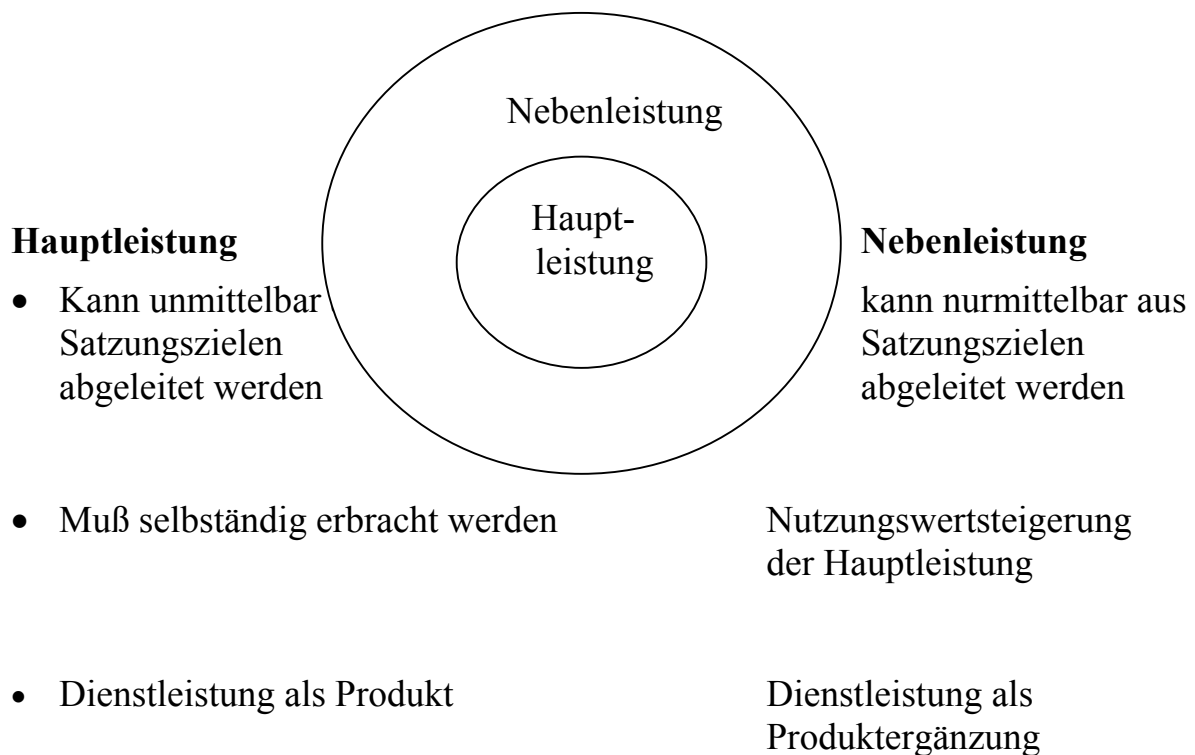 Nebenleistung
Haupt-
leistung
Hauptleistung
• Kann unmittelbar
Satzungszielen
abgeleitet werden
Nebenleistung
kann nurmittelbar aus
Satzungszielen
abgeleitet werden
• Muß selbständig erbracht werden
Nutzungswertsteigerung
der Hauptleistung
• Dienstleistung als Produkt
Dienstleistung als
Produktergänzung